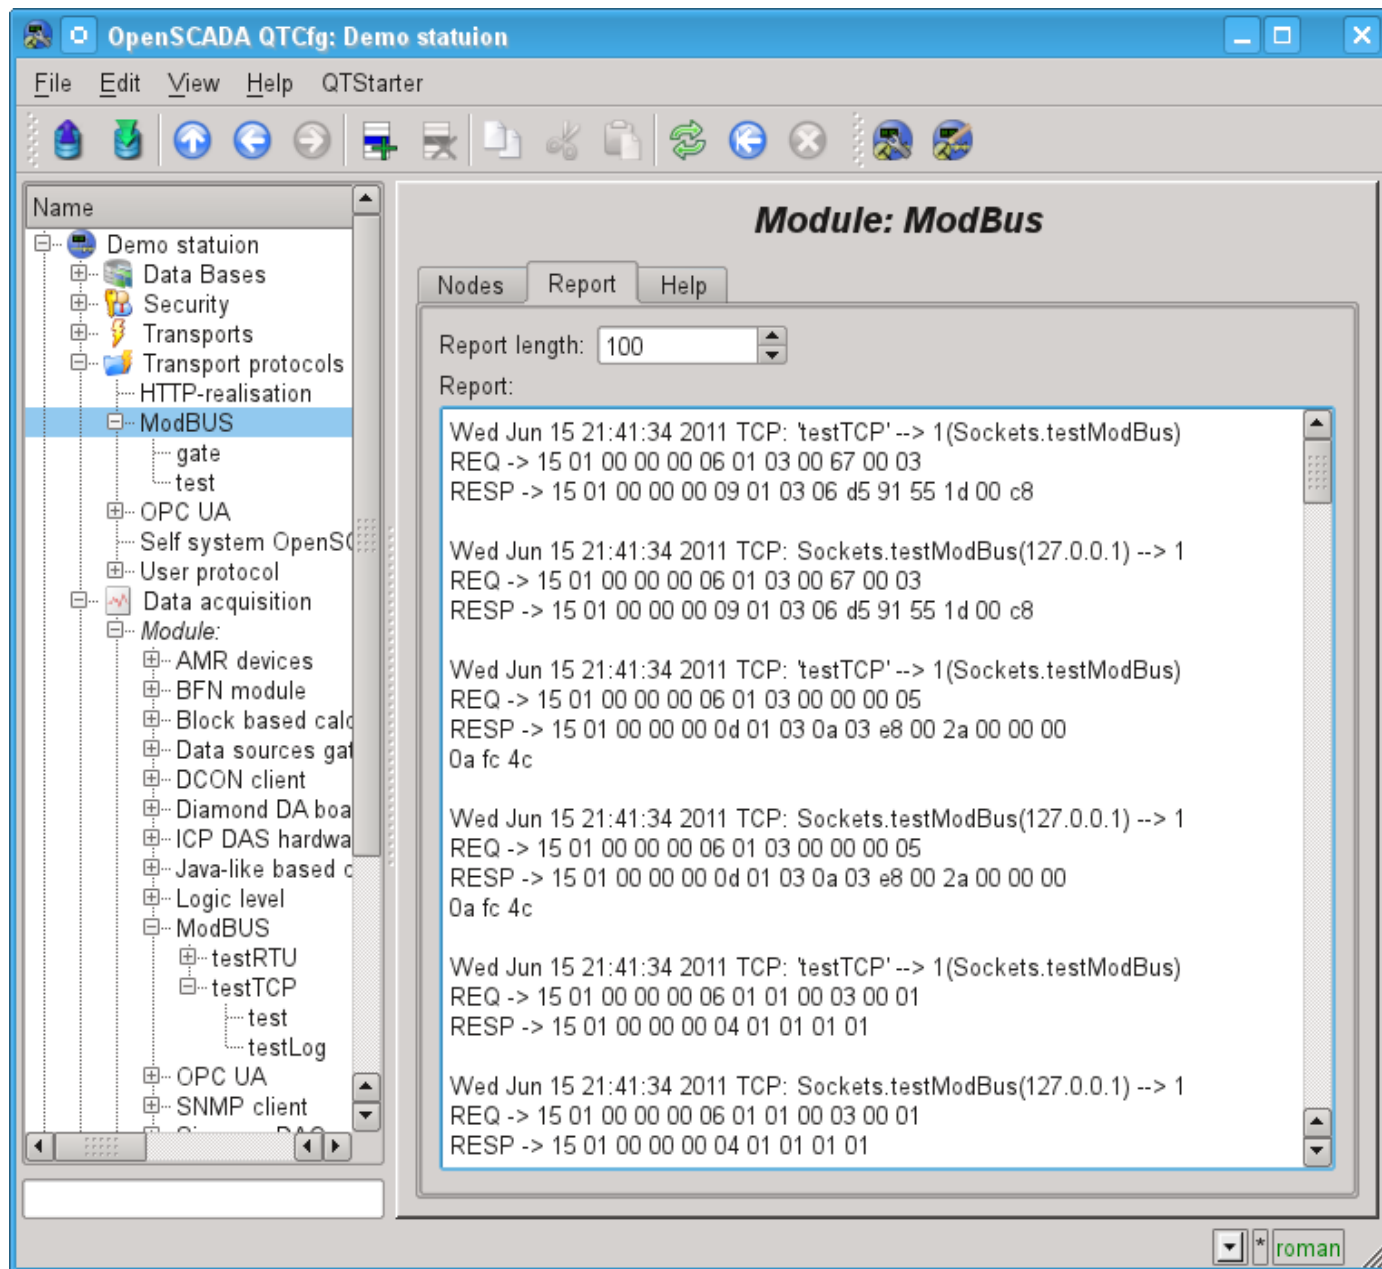 OpenSCADA QTCfg: Demo statuion
File Edit View Help QTStarter
Name
Demo statuion
Data Bases
Security
Transports
Transport protocols
HTTP-realisation
ModBUS
gate
test
OPC UA
Self system OpenSC
User protocol
Data acquisition
Module:
AMR devices
BFN module
Block based calc
Data sources gat
DCON client
Diamond DA boa
ICP DAS hardwa
Java-like based c
Logic level
ModBUS
testRTU
testTCP
test
testLog
OPC UA
SNMP client
Module: ModBus
Nodes Report Help
Report length: 100
Report:
Wed Jun 15 21:41:34 2011 TCP: 'testTCP' --> 1(Sockets.testModBus)
REQ -> 15 01 00 00 00 06 01 03 00 67 00 03
RESP -> 15 01 00 00 00 09 01 03 06 d5 91 55 1d 00 c8
Wed Jun 15 21:41:34 2011 TCP: Sockets.testModBus(127.0.0.1) --> 1
REQ -> 15 01 00 00 00 06 01 03 00 67 00 03
RESP -> 15 01 00 00 00 09 01 03 06 d5 91 55 1d 00 c8
Wed Jun 15 21:41:34 2011 TCP: 'testTCP' --> 1(Sockets.testModBus)
REQ -> 15 01 00 00 00 06 01 03 00 00 00 05
RESP -> 15 01 00 00 00 0d 01 03 0a 03 e8 00 2a 00 00 00
0a fc 4c
Wed Jun 15 21:41:34 2011 TCP: Sockets.testModBus(127.0.0.1) --> 1
REQ -> 15 01 00 00 00 06 01 03 00 00 00 05
RESP -> 15 01 00 00 00 0d 01 03 0a 03 e8 00 2a 00 00 00
0a fc 4c
Wed Jun 15 21:41:34 2011 TCP: 'testTCP' --> 1(Sockets.testModBus)
REQ -> 15 01 00 00 00 06 01 01 00 03 00 01
RESP -> 15 01 00 00 00 04 01 01 01 01
Wed Jun 15 21:41:34 2011 TCP: Sockets.testModBus(127.0.0.1) --> 1
REQ -> 15 01 00 00 00 06 01 01 00 03 00 01
RESP -> 15 01 00 00 00 04 01 01 01 01
* roman